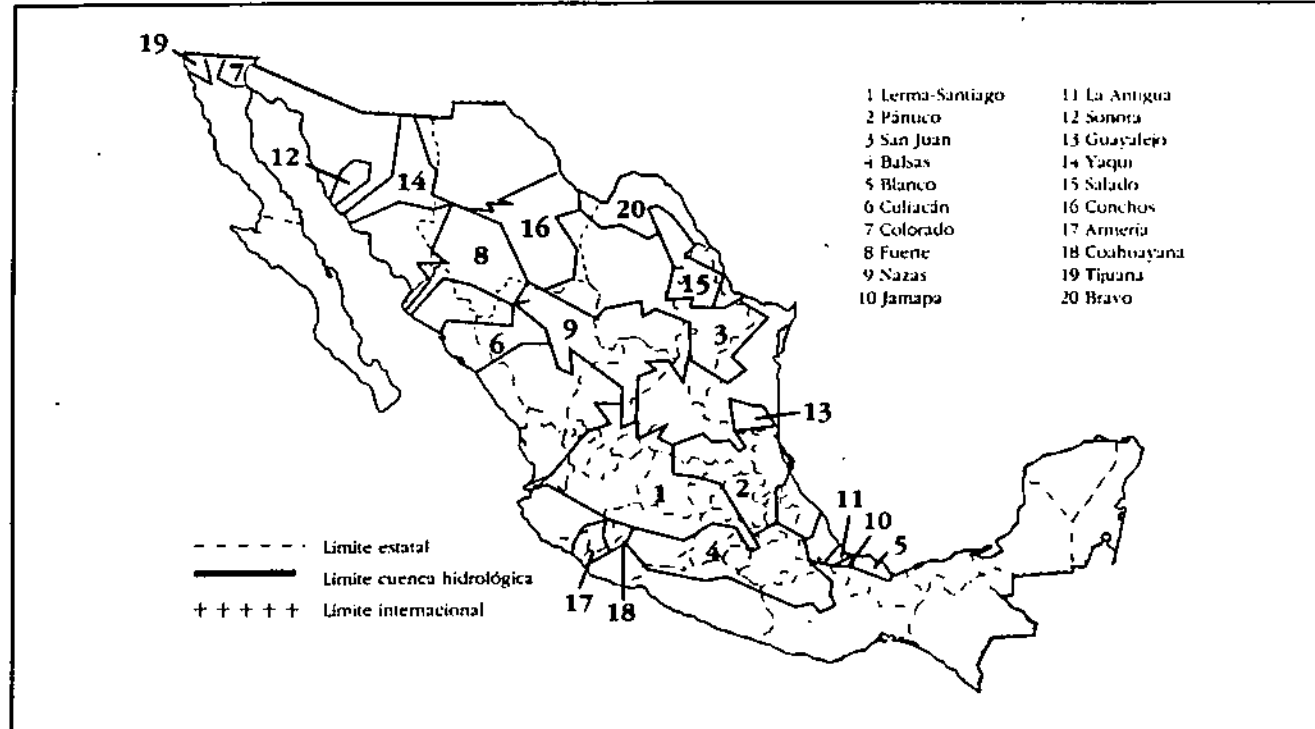 19
7
12
14
20
16
8
15
9
3
6
13
1
2
11
10
5
4
17
18
1 Lerma-Santiago
2 Pánuco
3 San Juan
4 Balsas
5 Blanco
6 Culiacán
7 Colorado
8 Fuerte
9 Nazas
10 Jamapa
11 La Antigua
12 Sonora
13 Guayalejo
14 Yaqui
15 Salado
16 Conchos
17 Armería
18 Coahuayana
19 Tijuana
20 Bravo
Límite estatal
Límite cuenca hidrológica
Límite internacional